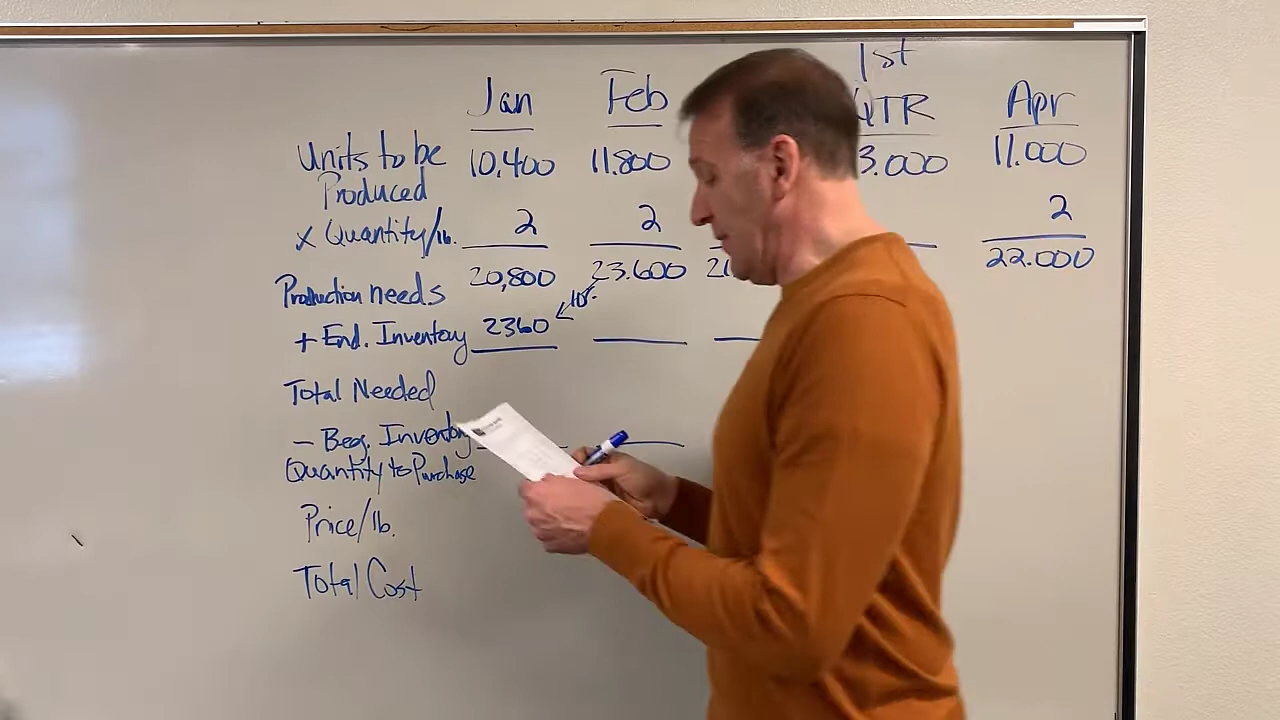 1st
Jan Feb QTR Apr
Units to be Produced 10,400 11.800 3.000 11.000
x Quantity/lb. 2 2 2
Production needs 20,800 23.600 21 22.000
10%
+ End. Inventory 2360
Total Needed
- Beg. Inventory
Quantity to Purchase
Price/lb.
Total Cost